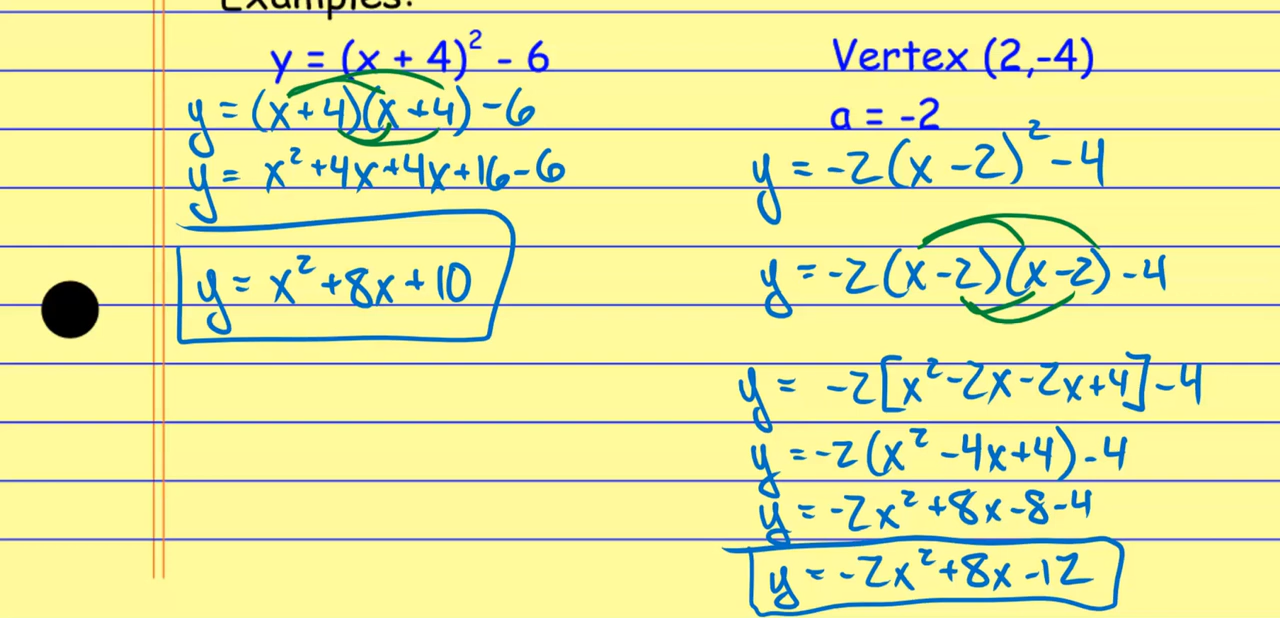 Examples:
y = (x + 4)² - 6
y = (x+4)(x+4) - 6
y = x² + 4x + 4x + 16 - 6
y = x² + 8x + 10
Vertex (2,-4)
a = -2
y = -2(x - 2)² - 4
y = -2(x - 2)(x - 2) - 4
y = -2[x² - 2x - 2x + 4] - 4
y = -2(x² - 4x + 4) - 4
y = -2x² + 8x - 8 - 4
y = -2x² + 8x - 12